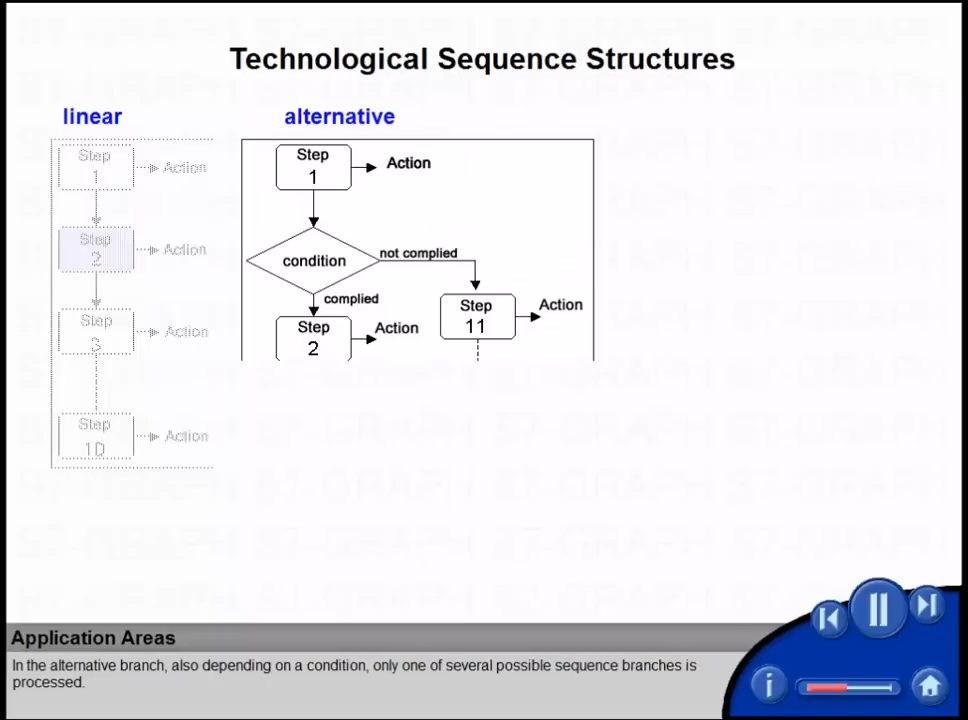 Technological Sequence Structures
linear
alternative
Step
1
Action
Step
2
Action
Step
3
Action
Step
10
Action
Step
1
Action
condition
not complied
complied
Step
2
Action
Step
11
Action
Application Areas
In the alternative branch, also depending on a condition, only one of several possible sequence branches is
processed.
i